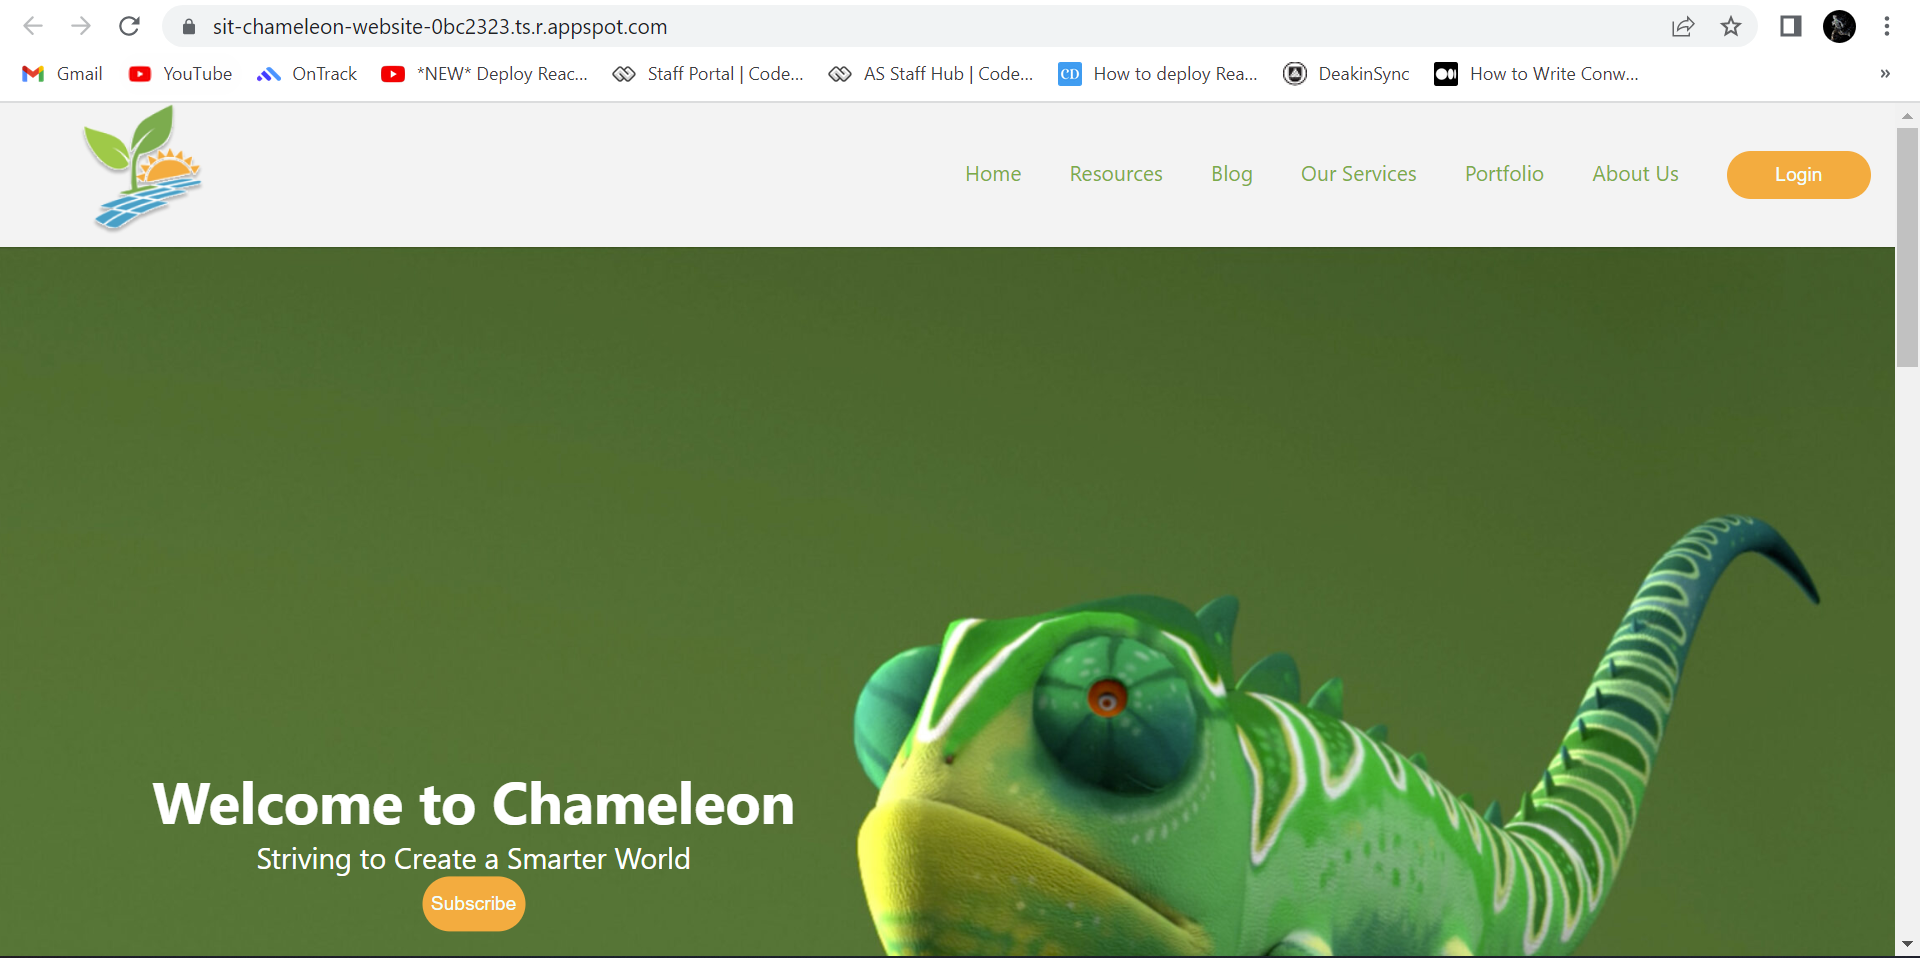 sit-chameleon-website-0bc2323.ts.r.appspot.com
Gmail YouTube OnTrack *NEW* Deploy Reac... Staff Portal | Code... AS Staff Hub | Code... CD How to deploy Rea... DeakinSync How to Write Conw... »
Home Resources Blog Our Services Portfolio About Us Login
Welcome to Chameleon
Striving to Create a Smarter World
Subscribe